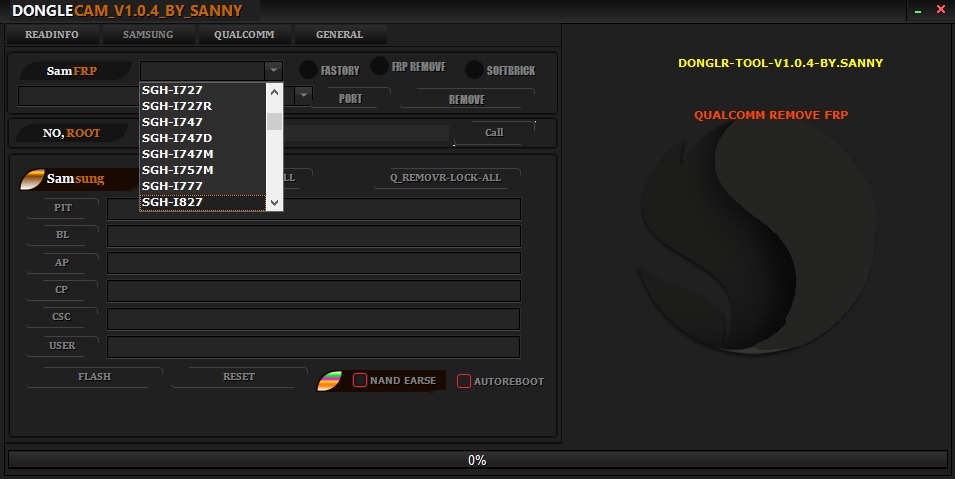 DONGLECAM_V1.0.4_BY_SANNY
READINFO SAMSUNG QUALCOMM GENERAL
SamFRP FASTORY FRP REMOVE SOFTBRICK
PORT REMOVE
NO, ROOT Call
Samsung LL Q_REMOVR-LOCK-ALL
SGH-I727
SGH-I727R
SGH-I747
SGH-I747D
SGH-I747M
SGH-I757M
SGH-I777
SGH-I827
PIT
BL
AP
CP
CSC
USER
FLASH RESET NAND EARSE AUTOREBOOT
DONGLR-TOOL-V1.0.4-BY.SANNY
QUALCOMM REMOVE FRP
0%